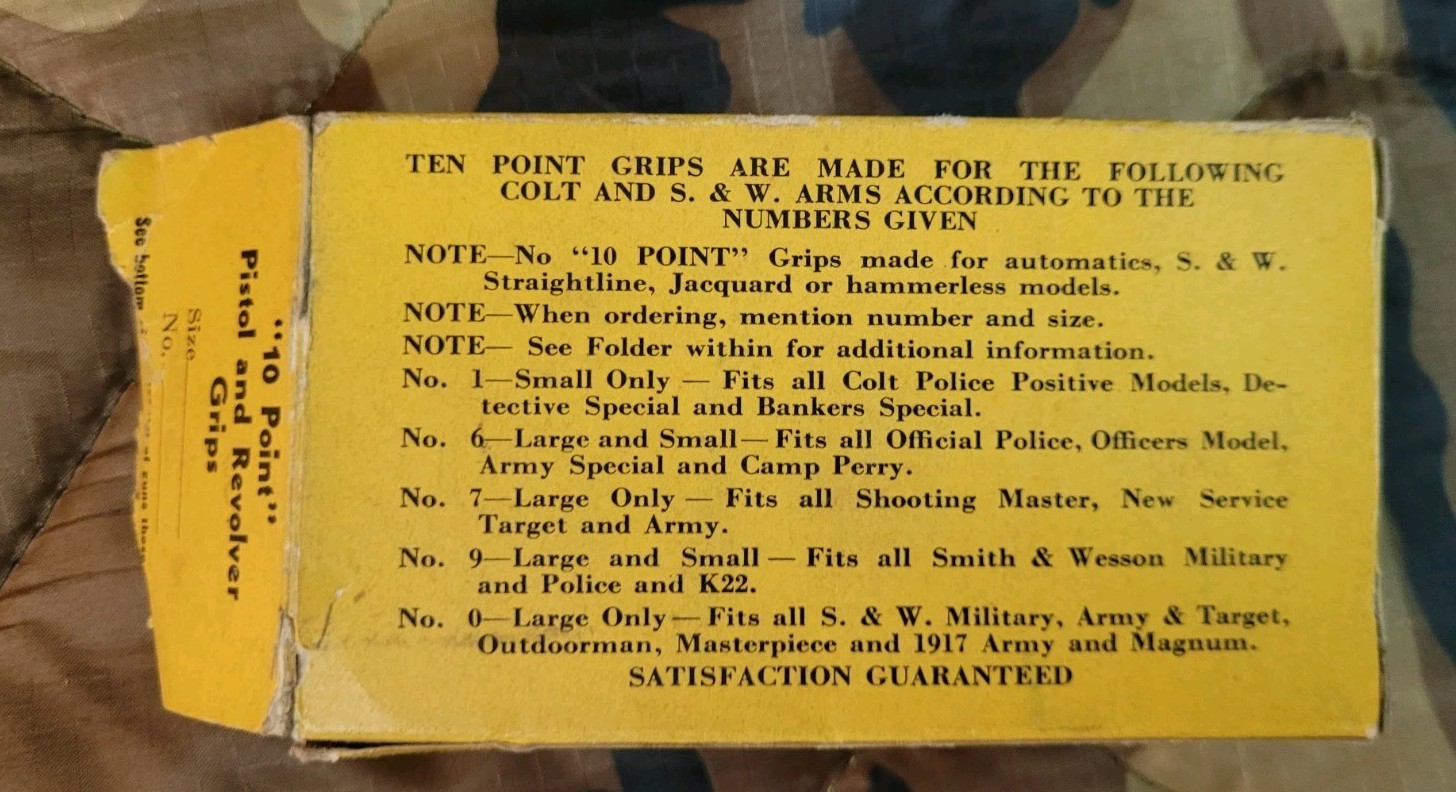 TEN POINT GRIPS ARE MADE FOR THE FOLLOWING
COLT AND S. & W. ARMS ACCORDING TO THE
NUMBERS GIVEN
NOTE—No “10 POINT” Grips made for automatics, S. & W.
Straightline, Jacquard or hammerless models.
NOTE—When ordering, mention number and size.
NOTE— See Folder within for additional information.
No. 1—Small Only — Fits all Colt Police Positive Models, De-
tective Special and Bankers Special.
No. 6—Large and Small— Fits all Official Police, Officers Model,
Army Special and Camp Perry.
No. 7—Large Only — Fits all Shooting Master, New Service
Target and Army.
No. 9—Large and Small — Fits all Smith & Wesson Military
and Police and K22.
No. 0—Large Only — Fits all S. & W. Military, Army & Target,
Outdoorman, Masterpiece and 1917 Army and Magnum.
SATISFACTION GUARANTEED
“10 Point”
Pistol and Revolver
Grips
Size
No.
See bottom of guns these